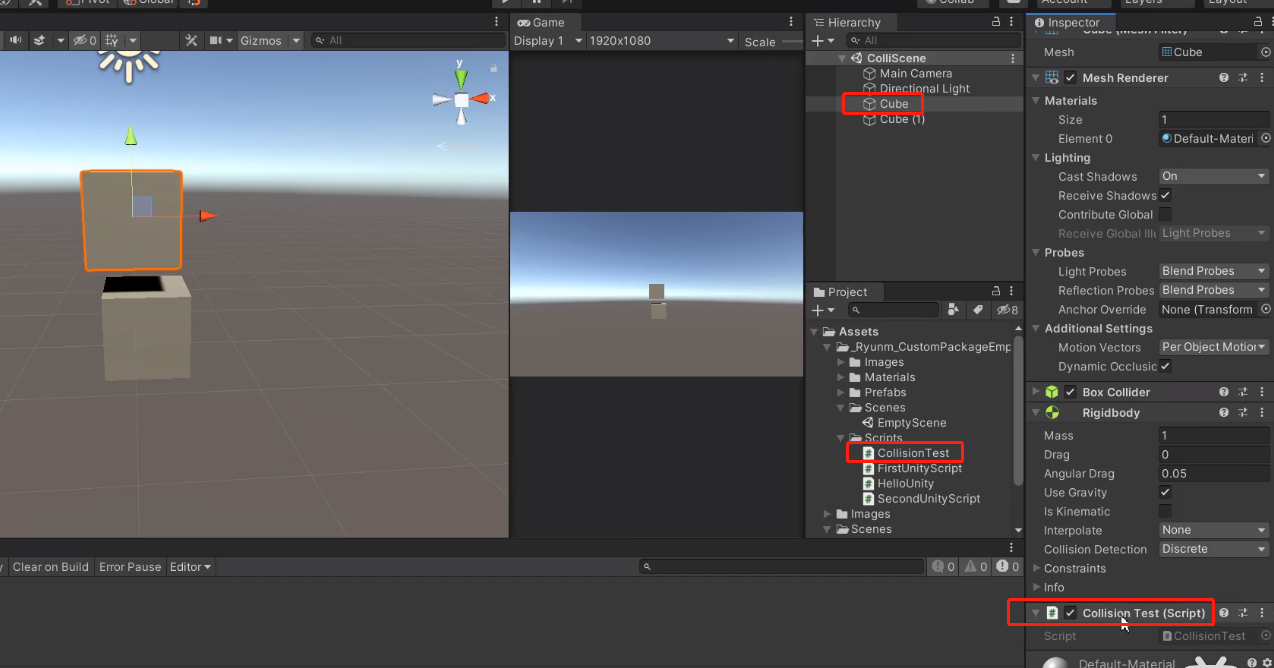 Pivot Global Collab Account Layers Layout
Game
Hierarchy
Inspector
0
Gizmos
All
Display 1
1920x1080
Scale
All
Cube (Mesh Filter)
Mesh
Cube
ColliScene
Main Camera
Directional Light
Cube
Cube (1)
y
x
Mesh Renderer
Materials
Size
1
Element 0
Default-Materi
Lighting
Cast Shadows
On
Receive Shadows
Contribute Global
Receive Global Illu
Light Probes
Probes
Light Probes
Blend Probes
Reflection Probes
Blend Probes
Anchor Override
None (Transform
Additional Settings
Motion Vectors
Per Object Motion
Dynamic Occlusic
Box Collider
Rigidbody
Mass
1
Drag
0
Angular Drag
0.05
Use Gravity
Is Kinematic
Interpolate
None
Collision Detection
Discrete
Constraints
Info
Collision Test (Script)
Script
CollisionTest
Default-Material
Project
8
Assets
_Ryunm_CustomPackageEmp
Images
Materials
Prefabs
Scenes
EmptyScene
Scripts
CollisionTest
FirstUnityScript
HelloUnity
SecondUnityScript
Images
Scenes
Clear on Build
Error Pause
Editor
0
0
0